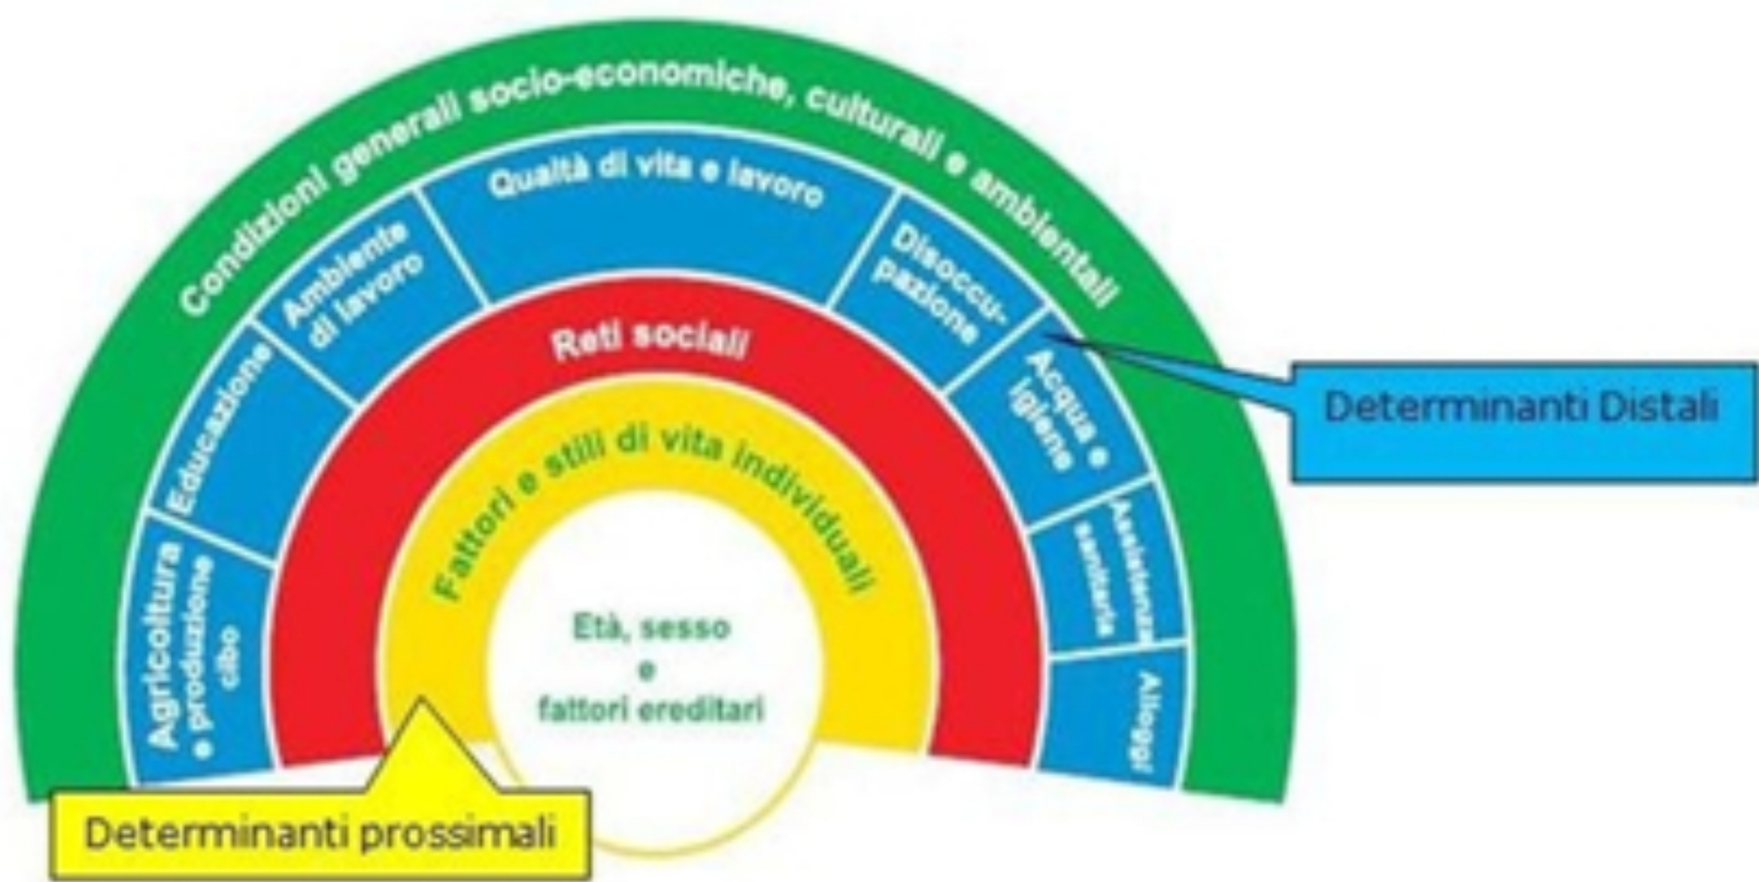 Condizioni generali socio-economiche, culturali e ambientali
Agricoltura
e produzione
cibo
Educazione
Ambiente
di lavoro
Qualtà di vita e lavoro
Disoccu-
pazione
Acqua e
igiene
Assistenza
sanitaria
Alloggi
Reti sociali
Fattori e stili di vita individuali
Età, sesso
e
fattori ereditari
Determinanti Distali
Determinanti prossimali